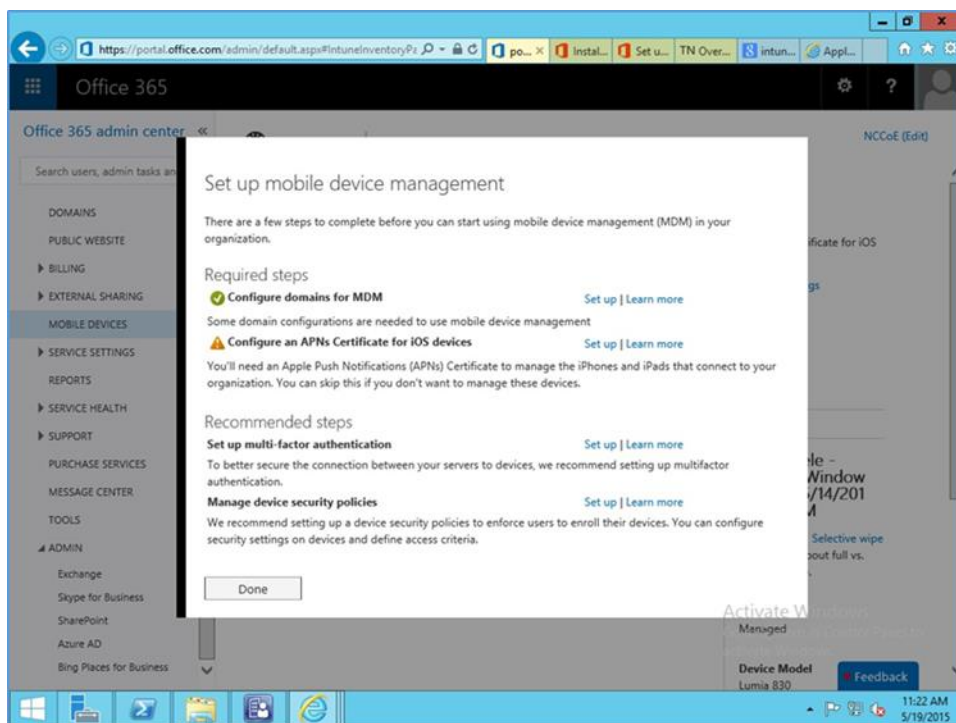 https://portal.office.com/admin/default.aspx#IntuneInventoryPa
po...
Instal...
Set u...
TN Over...
intun...
Appl...
Office 365
?
Office 365 admin center «
NCCoE (Edit)
Search users, admin tasks an
DOMAINS
PUBLIC WEBSITE
BILLING
EXTERNAL SHARING
MOBILE DEVICES
SERVICE SETTINGS
REPORTS
SERVICE HEALTH
SUPPORT
PURCHASE SERVICES
MESSAGE CENTER
TOOLS
ADMIN
Exchange
Skype for Business
SharePoint
Azure AD
Bing Places for Business
Set up mobile device management
There are a few steps to complete before you can start using mobile device management (MDM) in your
organization.
Required steps
Configure domains for MDM Set up | Learn more
Some domain configurations are needed to use mobile device management
Configure an APNs Certificate for iOS devices Set up | Learn more
You'll need an Apple Push Notifications (APNs) Certificate to manage the iPhones and iPads that connect to your
organization. You can skip this if you don't want to manage these devices.
Recommended steps
Set up multi-factor authentication Set up | Learn more
To better secure the connection between your servers to devices, we recommend setting up multifactor
authentication.
Manage device security policies Set up | Learn more
We recommend setting up a device security policies to enforce users to enroll their devices. You can configure
security settings on devices and define access criteria.
Done
ificate for iOS
gs
ele -
Window
/14/201
M
Selective wipe
bout full vs.
Activate Windows
Managed
Device Model
Lumia 830
Feedback
11:22 AM
5/19/2015